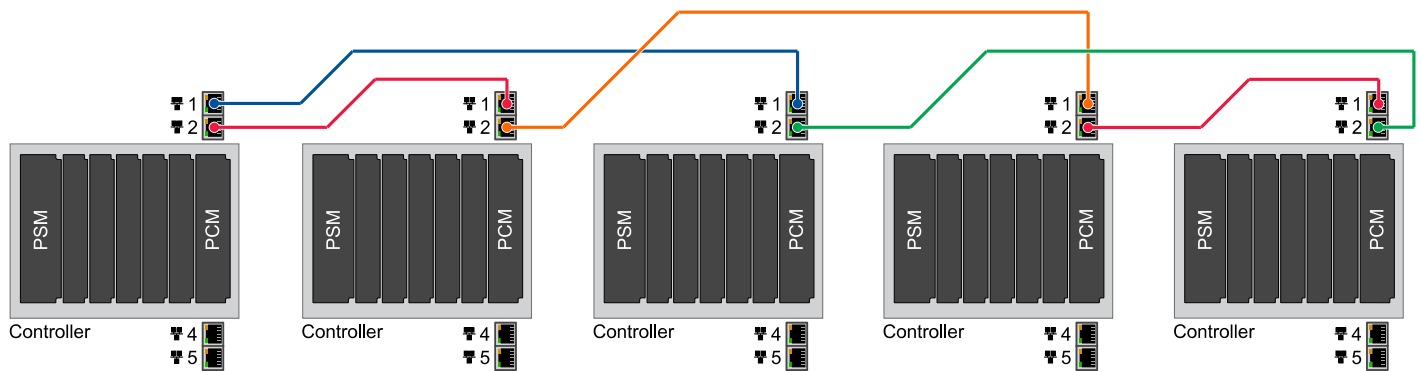 1 1 1 1 1
2 2 2 2 2
PSM PCM PSM PCM PSM PCM PSM PCM PSM PCM
Controller Controller Controller Controller Controller
4 4 4 4 4
5 5 5 5 5